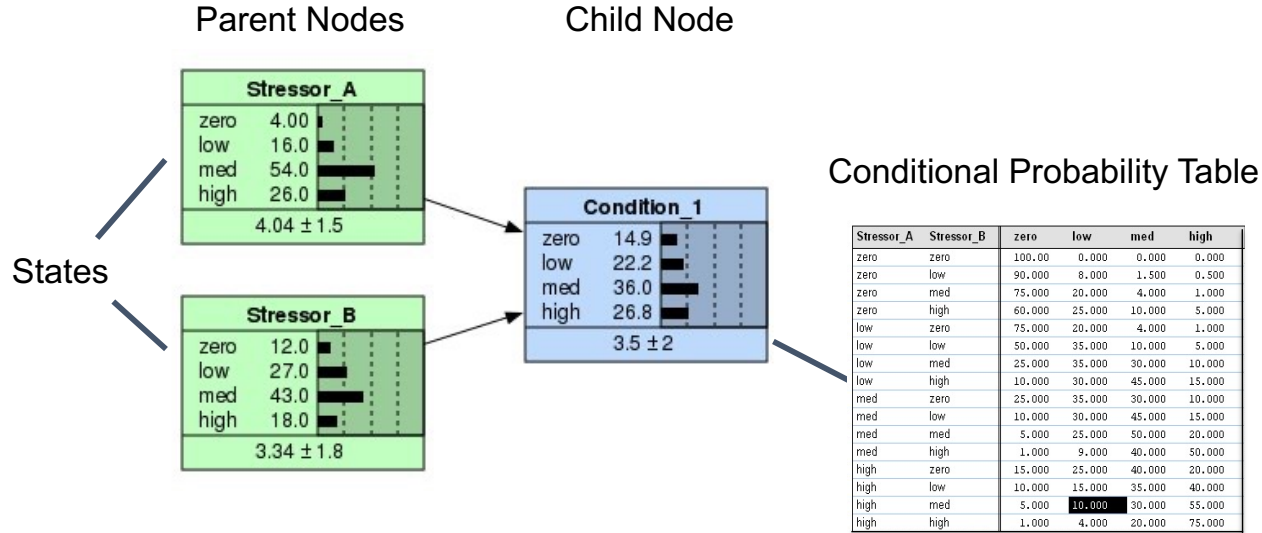 Parent Nodes
Child Node
Stressor_A
zero 4.00
low 16.0
med 54.0
high 26.0
4.04 ± 1.5
States
Stressor_B
zero 12.0
low 27.0
med 43.0
high 18.0
3.34 ± 1.8
Condition_1
zero 14.9
low 22.2
med 36.0
high 26.8
3.5 ± 2
Conditional Probability Table
Stressor_A Stressor_B zero low med high
zero zero 100.00 0.000 0.000 0.000
zero low 90.000 8.000 1.500 0.500
zero med 75.000 20.000 4.000 1.000
zero high 60.000 25.000 10.000 5.000
low zero 75.000 20.000 4.000 1.000
low low 50.000 35.000 10.000 5.000
low med 25.000 35.000 30.000 10.000
low high 10.000 30.000 45.000 15.000
med zero 25.000 35.000 30.000 10.000
med low 10.000 30.000 45.000 15.000
med med 5.000 25.000 50.000 20.000
med high 1.000 9.000 40.000 50.000
high zero 15.000 25.000 40.000 20.000
high low 10.000 15.000 35.000 40.000
high med 5.000 10.000 30.000 55.000
high high 1.000 4.000 20.000 75.000